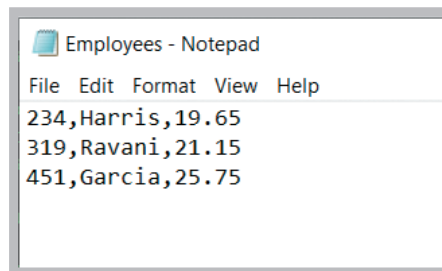 Employees - Notepad
File Edit Format View Help
234,Harris,19.65
319,Ravani,21.15
451,Garcia,25.75